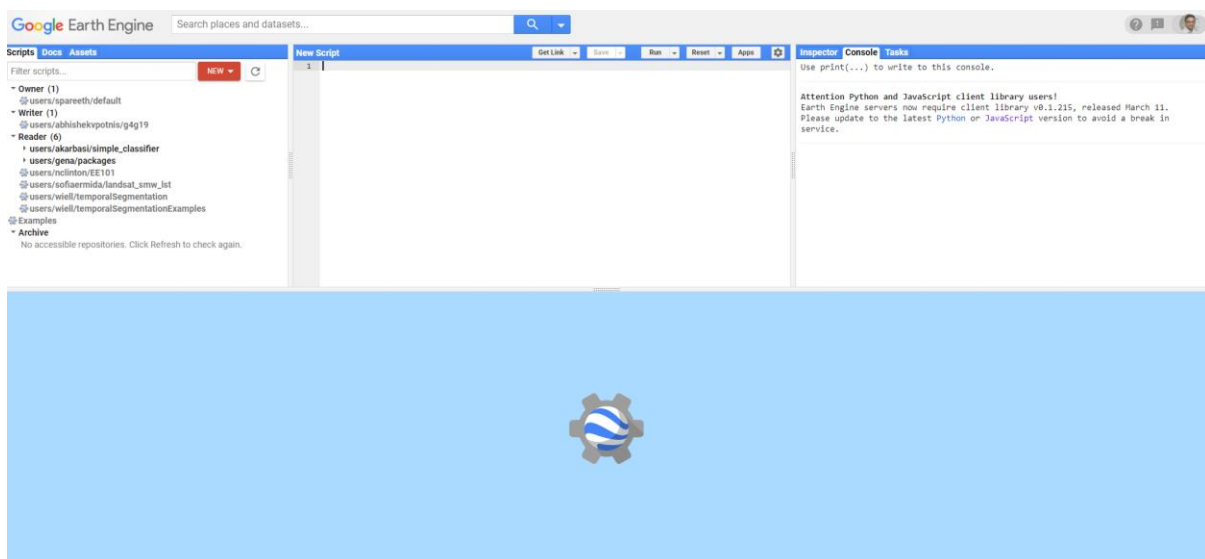 Google Earth Engine
Search places and datasets...
Scripts Docs Assets
Filter scripts...
NEW
Owner (1)
users/spareeth/default
Writer (1)
users/abhishekvpotnis/g4g19
Reader (6)
users/akarbasi/simple_classifier
users/gena/packages
users/nclinton/EE101
users/sofiaermida/landsat_smw_lst
users/wiell/temporalSegmentation
users/wiell/temporalSegmentationExamples
Examples
Archive
No accessible repositories. Click Refresh to check again.
New Script
Get Link Save Run Reset Apps
1
Inspector Console Tasks
Use print(...) to write to this console.
Attention Python and JavaScript client library users!
Earth Engine servers now require client library v0.1.215, released March 11.
Please update to the latest Python or JavaScript version to avoid a break in
service.